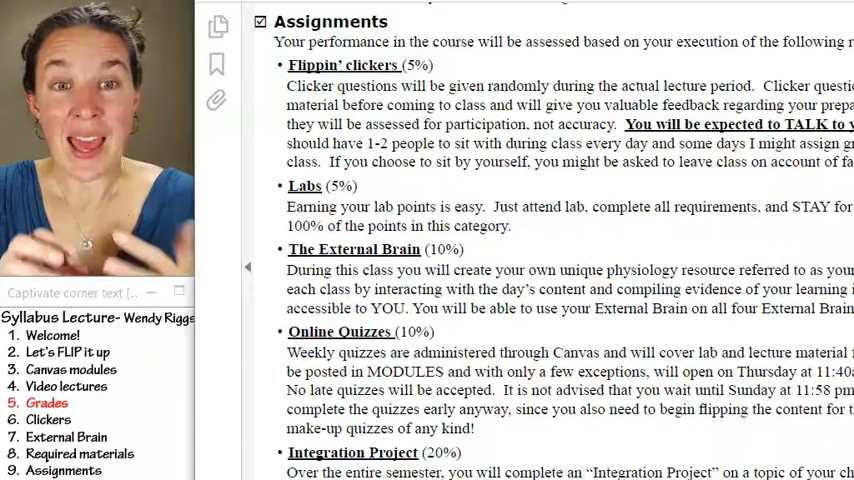 Assignments
Your performance in the course will be assessed based on your execution of the following r
• Flippin' clickers (5%)
Clicker questions will be given randomly during the actual lecture period. Clicker questi
material before coming to class and will give you valuable feedback regarding your prepa
they will be assessed for participation, not accuracy. You will be expected to TALK to y
should have 1-2 people to sit with during class every day and some days I might assign gr
class. If you choose to sit by yourself, you might be asked to leave class on account of fa
• Labs (5%)
Earning your lab points is easy. Just attend lab, complete all requirements, and STAY for
100% of the points in this category.
• The External Brain (10%)
During this class you will create your own unique physiology resource referred to as your
each class by interacting with the day's content and compiling evidence of your learning i
accessible to YOU. You will be able to use your External Brain on all four External Brain
• Online Quizzes (10%)
Weekly quizzes are administered through Canvas and will cover lab and lecture material f
be posted in MODULES and with only a few exceptions, will open on Thursday at 11:40a
No late quizzes will be accepted. It is not advised that you wait until Sunday at 11:58 pm
complete the quizzes early anyway, since you also need to begin flipping the content for th
make-up quizzes of any kind!
• Integration Project (20%)
Over the entire semester, you will complete an "Integration Project" on a topic of your ch
Captivate corner text [...
Syllabus Lecture- Wendy Riggs
1. Welcome!
2. Let's FLIP it up
3. Canvas modules
4. Video lectures
5. Grades
6. Clickers
7. External Brain
8. Required materials
9. Assignments